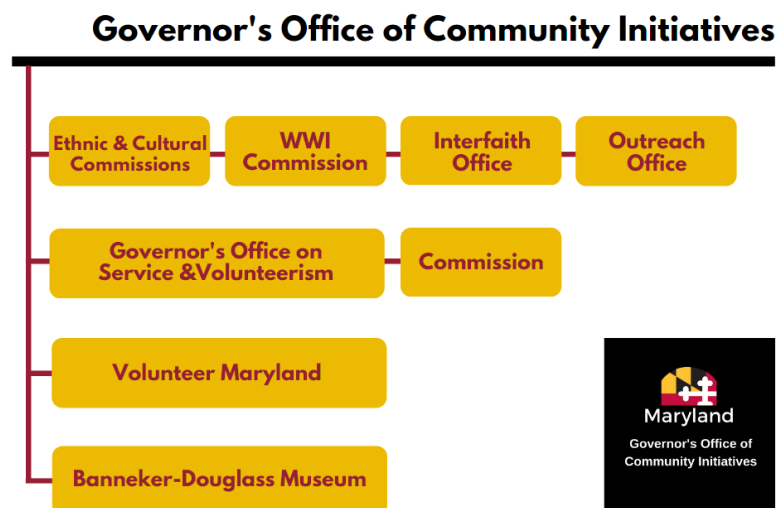 Governor's Office of Community Initiatives
Ethnic & Cultural
Commissions
WWI
Commission
Interfaith
Office
Outreach
Office
Governor's Office on
Service &Volunteerism
Commission
Volunteer Maryland
Banneker-Douglass Museum
Maryland
Governor's Office of
Community Initiatives